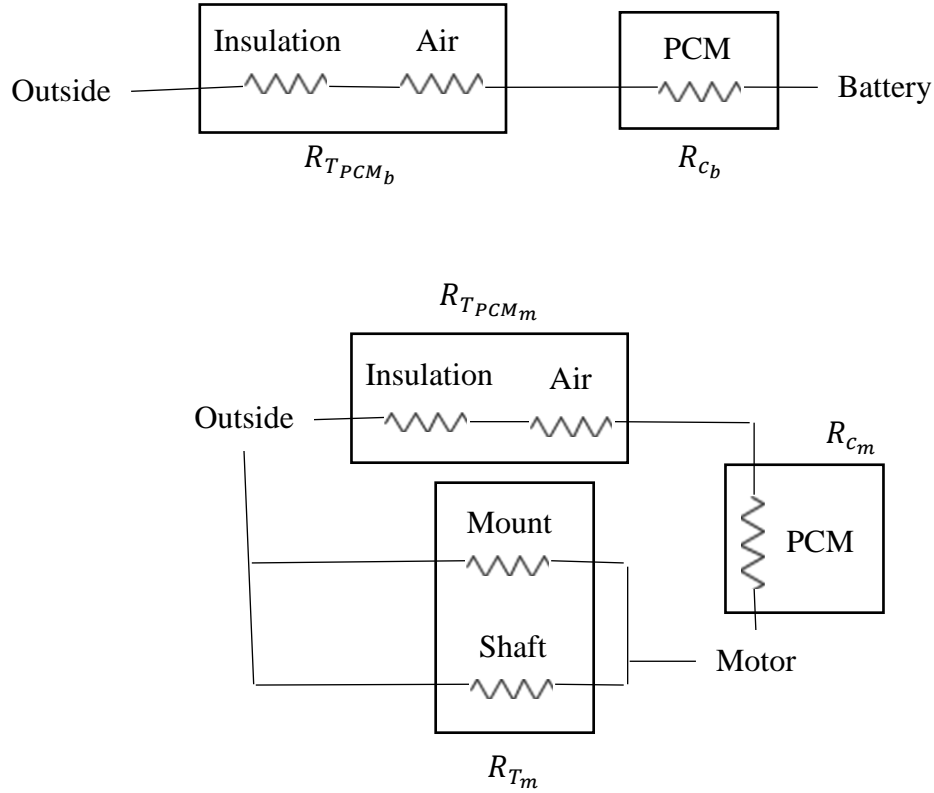 Insulation Air PCM
Outside Battery
R_{T_{PCM_b}} R_{c_b}
R_{T_{PCM_m}}
Insulation Air
Outside R_{c_m}
Mount PCM
Shaft Motor
R_{T_m}